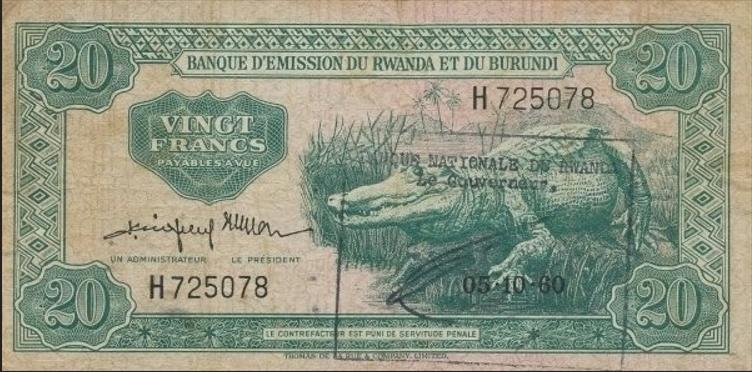 20 20
BANQUE D'EMISSION DU RWANDA ET DU BURUNDI
H 725078
VINGT
FRANCS
PAYABLES A VUE
BANQUE NATIONALE DU RWANDA
Le Gouverneur.
UN ADMINISTRATEUR LE PRÉSIDENT
H 725078
05-10-60
20 20
LE CONTREFACTEUR EST PUNI DE SERVITUDE PENALE
THOMAS DE LA RUE & COMPANY, LIMITED.